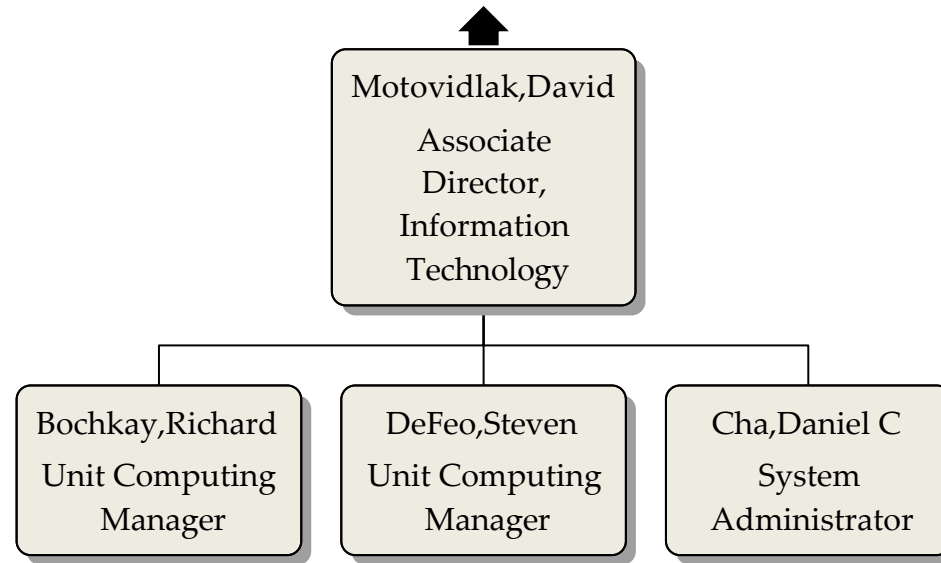 Motovidlak,David
Associate
Director,
Information
Technology
Bochkay,Richard
Unit Computing
Manager
DeFeo,Steven
Unit Computing
Manager
Cha,Daniel C
System
Administrator